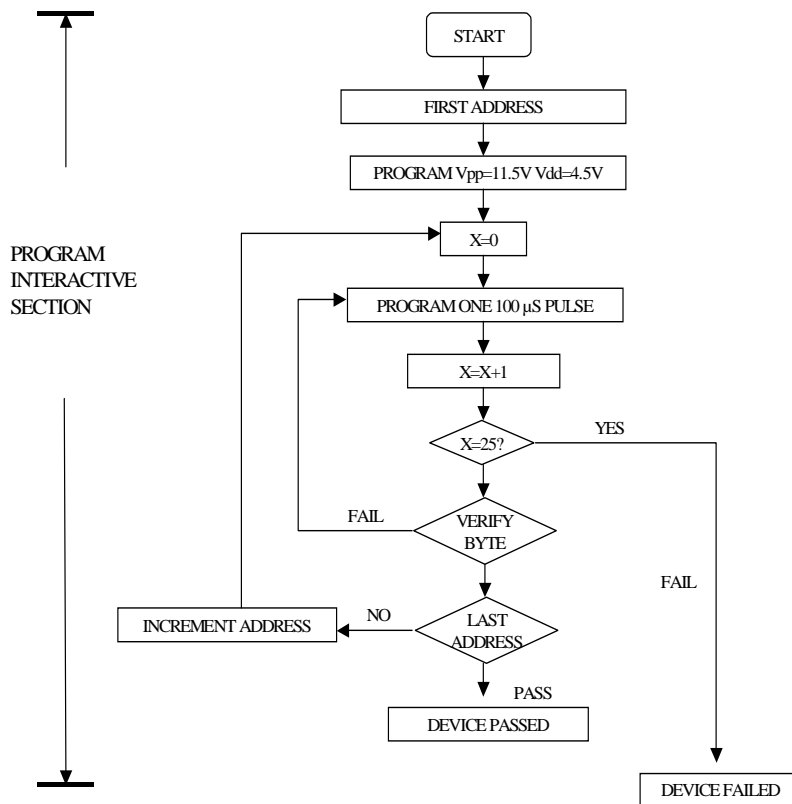 START
FIRST ADDRESS
PROGRAM Vpp=11.5V Vdd=4.5V
X=0
PROGRAM
INTERACTIVE
SECTION
PROGRAM ONE 100 µS PULSE
X=X+1
X=25?
YES
FAIL
VERIFY
BYTE
FAIL
INCREMENT ADDRESS
NO
LAST
ADDRESS
PASS
DEVICE PASSED
DEVICE FAILED